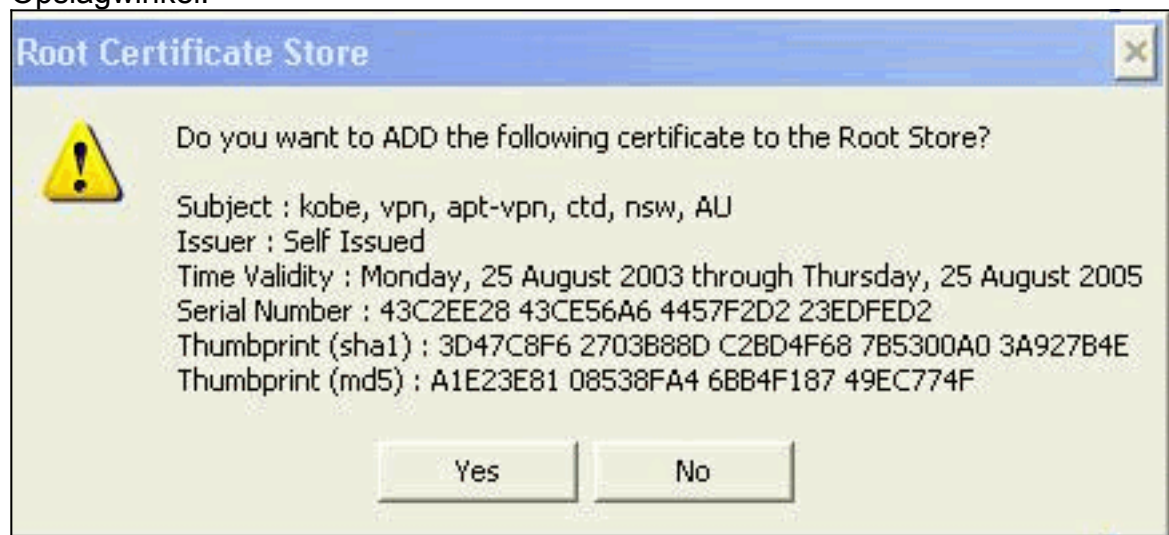 Root Certificate Store
Do you want to ADD the following certificate to the Root Store?
Subject : kobe, vpn, apt-vpn, ctd, nsw, AU
Issuer : Self Issued
Time Validity : Monday, 25 August 2003 through Thursday, 25 August 2005
Serial Number : 43C2EE28 43CE56A6 4457F2D2 23EDFED2
Thumbprint (sha1) : 3D47C8F6 2703B88D C2BD4F68 7B5300A0 3A927B4E
Thumbprint (md5) : A1E23E81 08538FA4 6BB4F187 49EC774F
Yes No